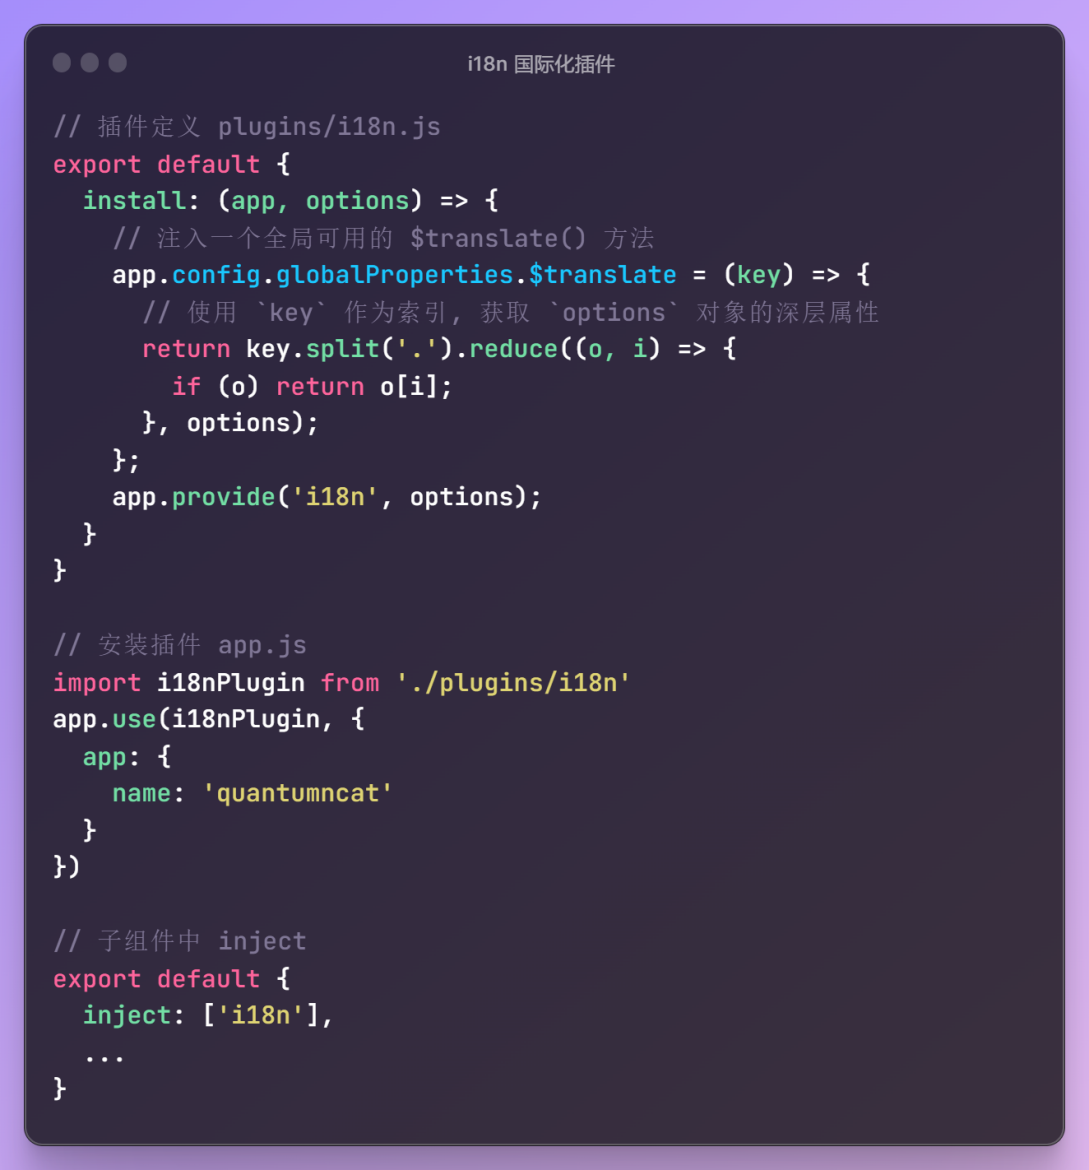 i18n 国际化插件
// 插件定义 plugins/i18n.js
export default {
  install: (app, options) => {
    // 注入一个全局可用的 $translate() 方法
    app.config.globalProperties.$translate = (key) => {
      // 使用 `key` 作为索引, 获取 `options` 对象的深层属性
      return key.split('.').reduce((o, i) => {
        if (o) return o[i];
      }, options);
    };
    app.provide('i18n', options);
  }
}
// 安装插件 app.js
import i18nPlugin from './plugins/i18n'
app.use(i18nPlugin, {
  app: {
    name: 'quantumncat'
  }
})
// 子组件中 inject
export default {
  inject: ['i18n'],
  ...
}